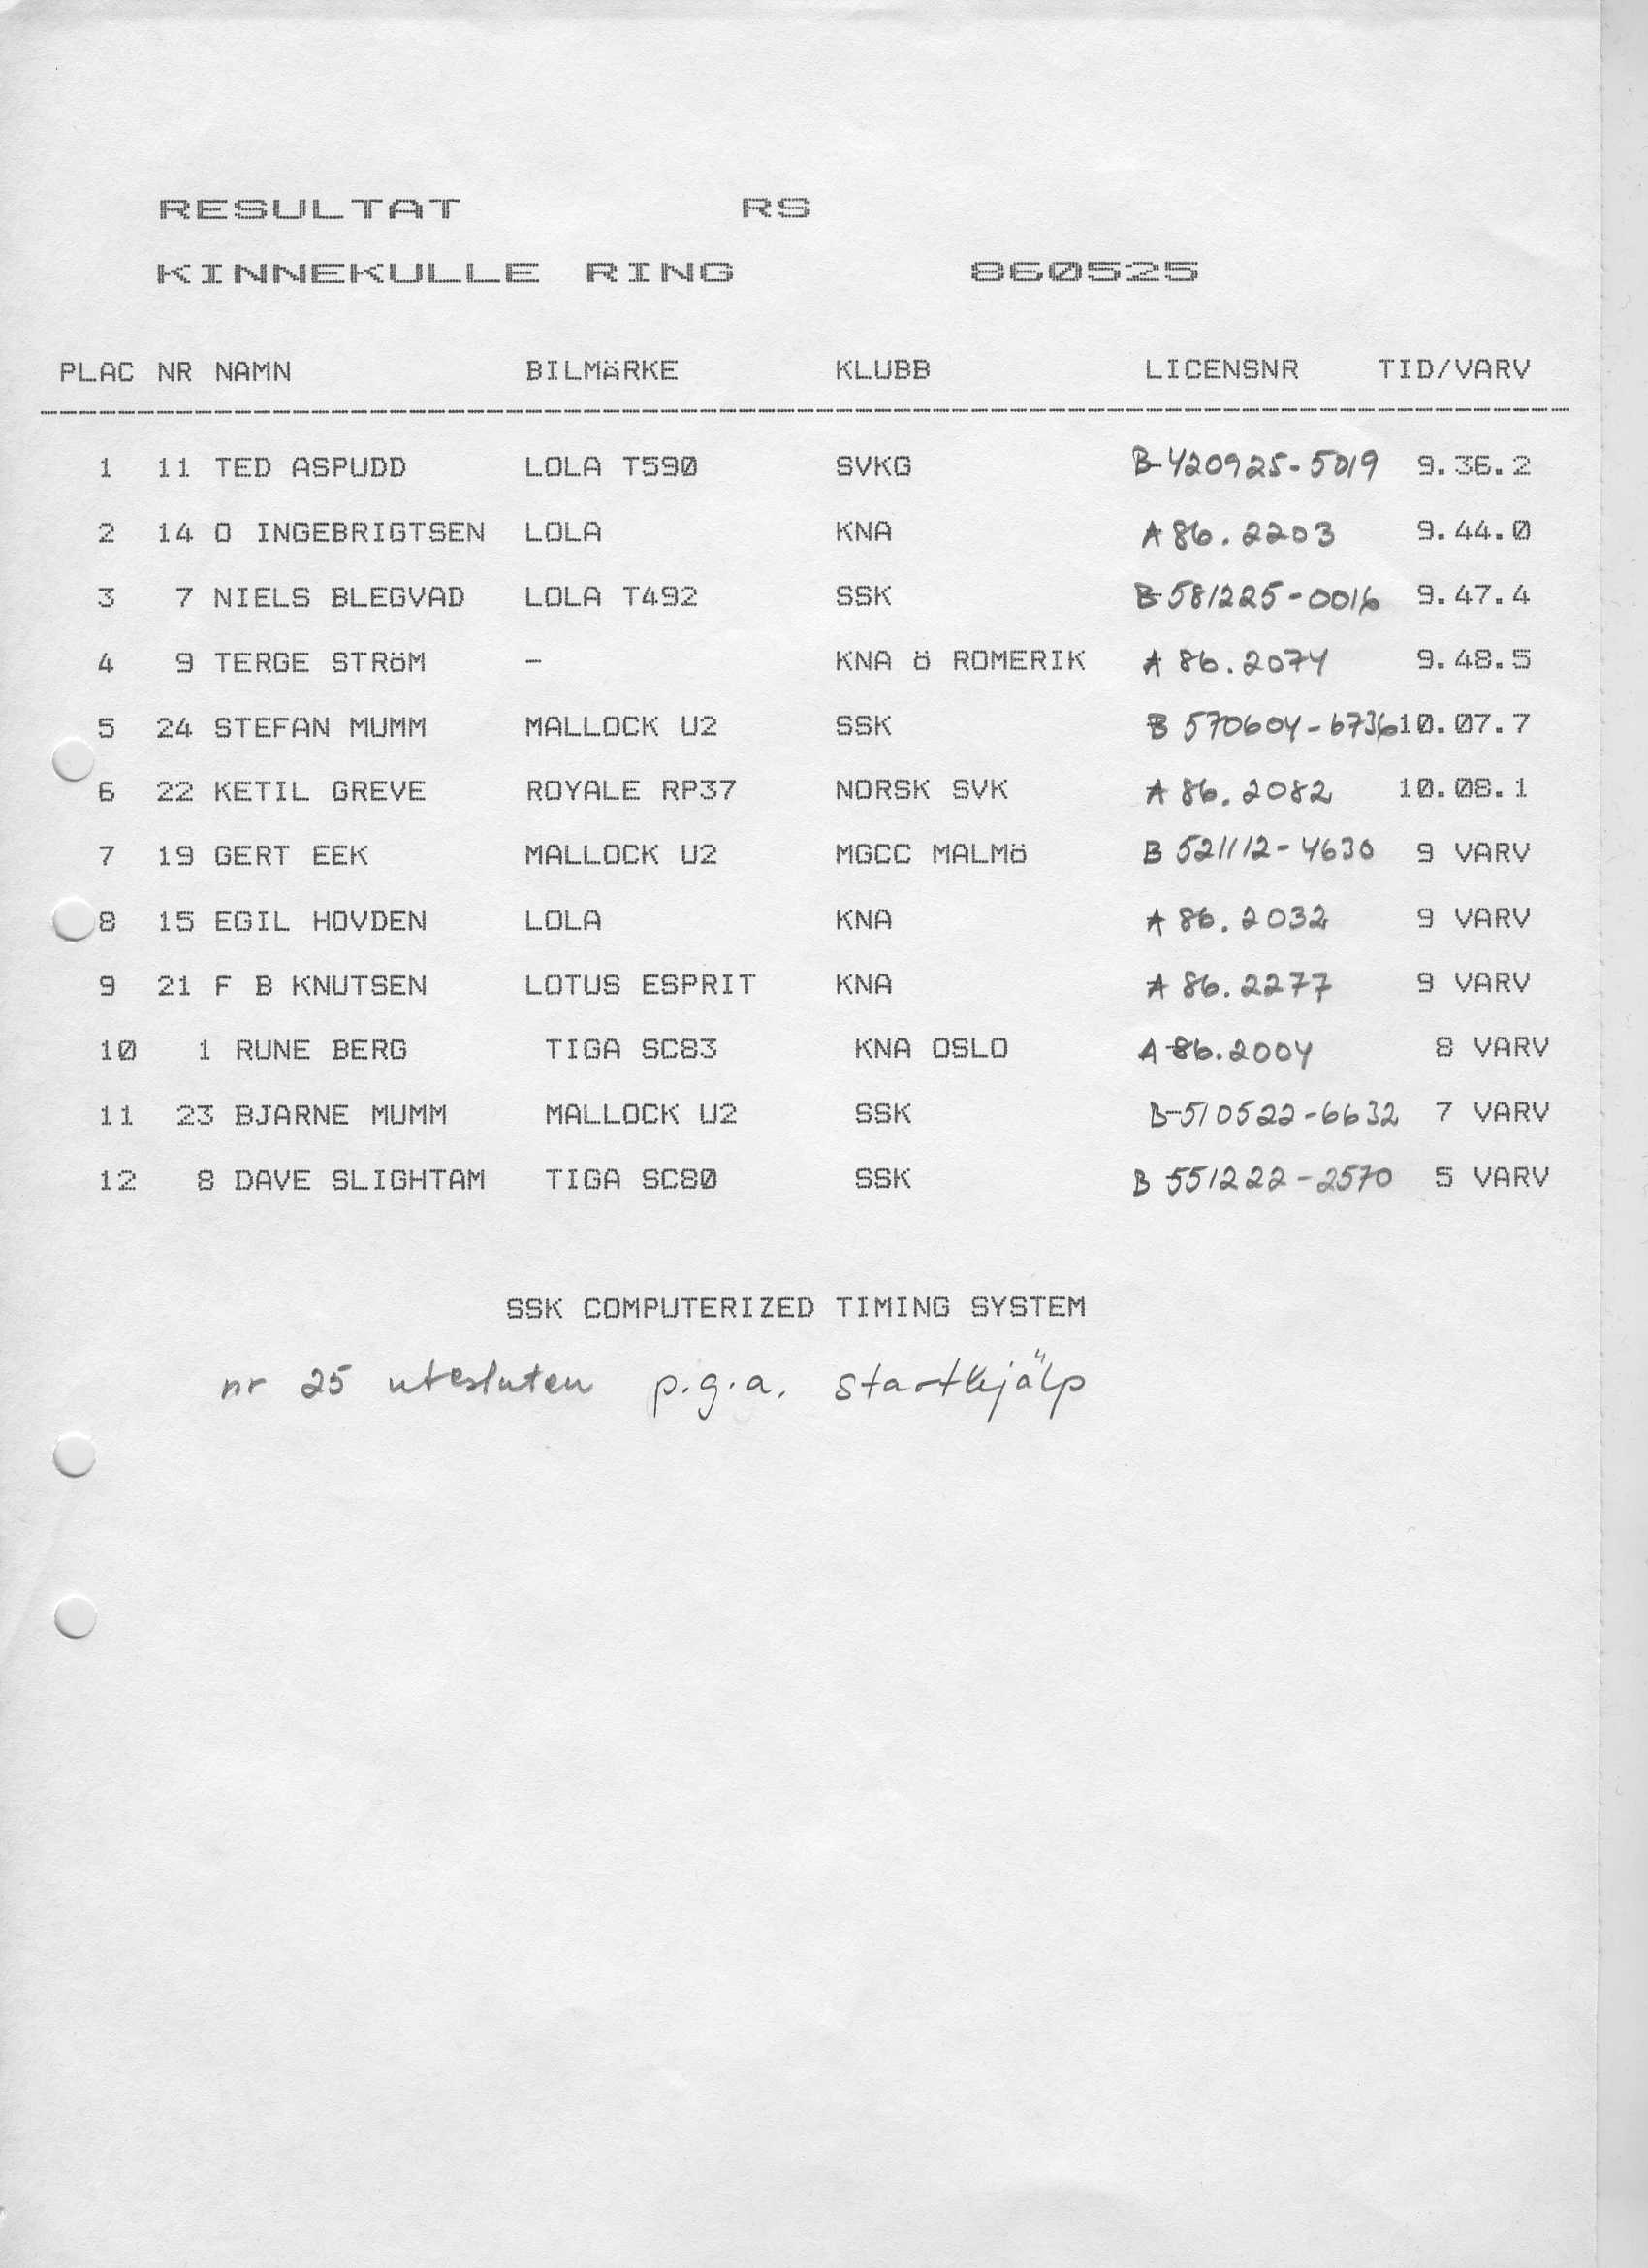 RESULTAT RS
KINNEKULLE RING 860525
PLAC NR NAMN BILMÄRKE KLUBB LICENSNR TID/VARV
1 11 TED ASPUDD LOLA T590 SVKG B-420925-5019 9.36.2
2 14 O INGEBRIGTSEN LOLA KNA A 86.2203 9.44.0
3 7 NIELS BLEGVAD LOLA T492 SSK B-581225-0016 9.47.4
4 9 TERGE STRÖM - KNA Ö ROMERIK A 86.2074 9.48.5
5 24 STEFAN MUMM MALLOCK U2 SSK B 570604-6736 10.07.7
6 22 KETIL GREVE ROYALE RP37 NORSK SVK A 86.2082 10.08.1
7 19 GERT EEK MALLOCK U2 MGCC MALMÖ B 521112-4630 9 VARV
8 15 EGIL HOVDEN LOLA KNA A 86.2032 9 VARV
9 21 F B KNUTSEN LOTUS ESPRIT KNA A 86.2277 9 VARV
10 1 RUNE BERG TIGA SC83 KNA OSLO A-86.2004 8 VARV
11 23 BJARNE MUMM MALLOCK U2 SSK B-510522-6632 7 VARV
12 8 DAVE SLIGHTAM TIGA SC80 SSK B 551222-2570 5 VARV
SSK COMPUTERIZED TIMING SYSTEM
nr 25 utesluten p.g.a. starthjälp